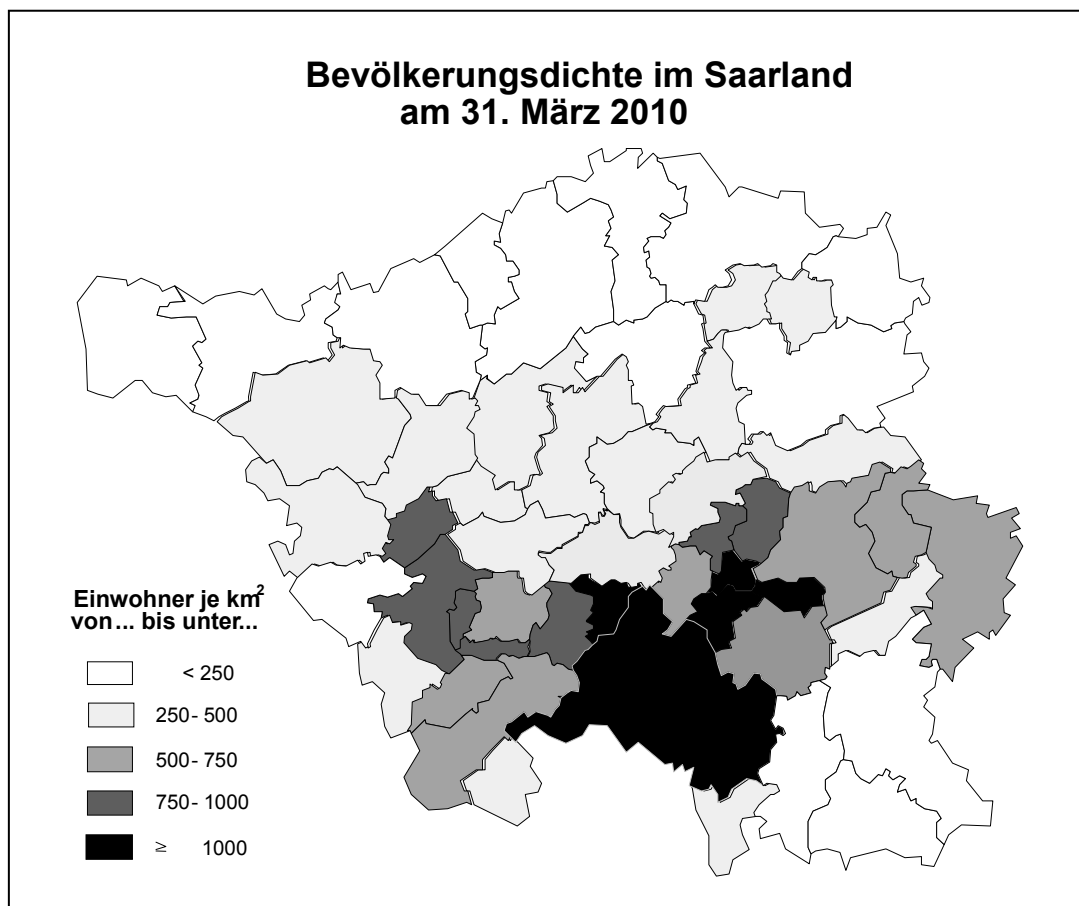 Bevölkerungsdichte im Saarland
am 31. März 2010
Einwohner je km²
von ... bis unter...
< 250
250 - 500
500 - 750
750 - 1000
≥ 1000